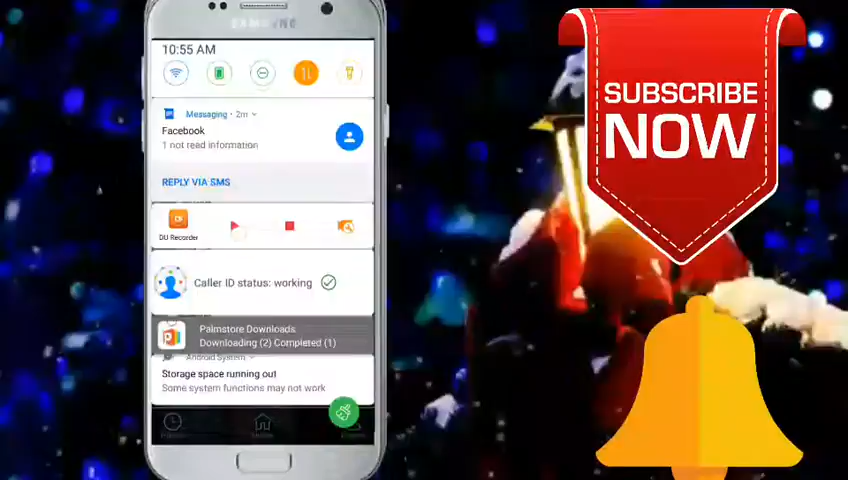 SAMSUNG
10:55 AM
Messaging • 2m
Facebook
1 not read information
REPLY VIA SMS
DU Recorder
Caller ID status: working
Palmstore Downloads
Downloading (2) Completed (1)
Android System
Storage space running out
Some system functions may not work
SUBSCRIBE
NOW